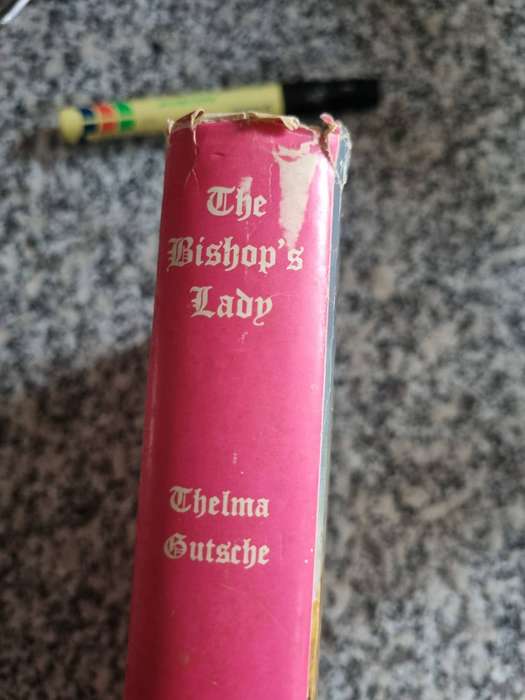 The
Bishop's
Lady
Thelma
Gutsche